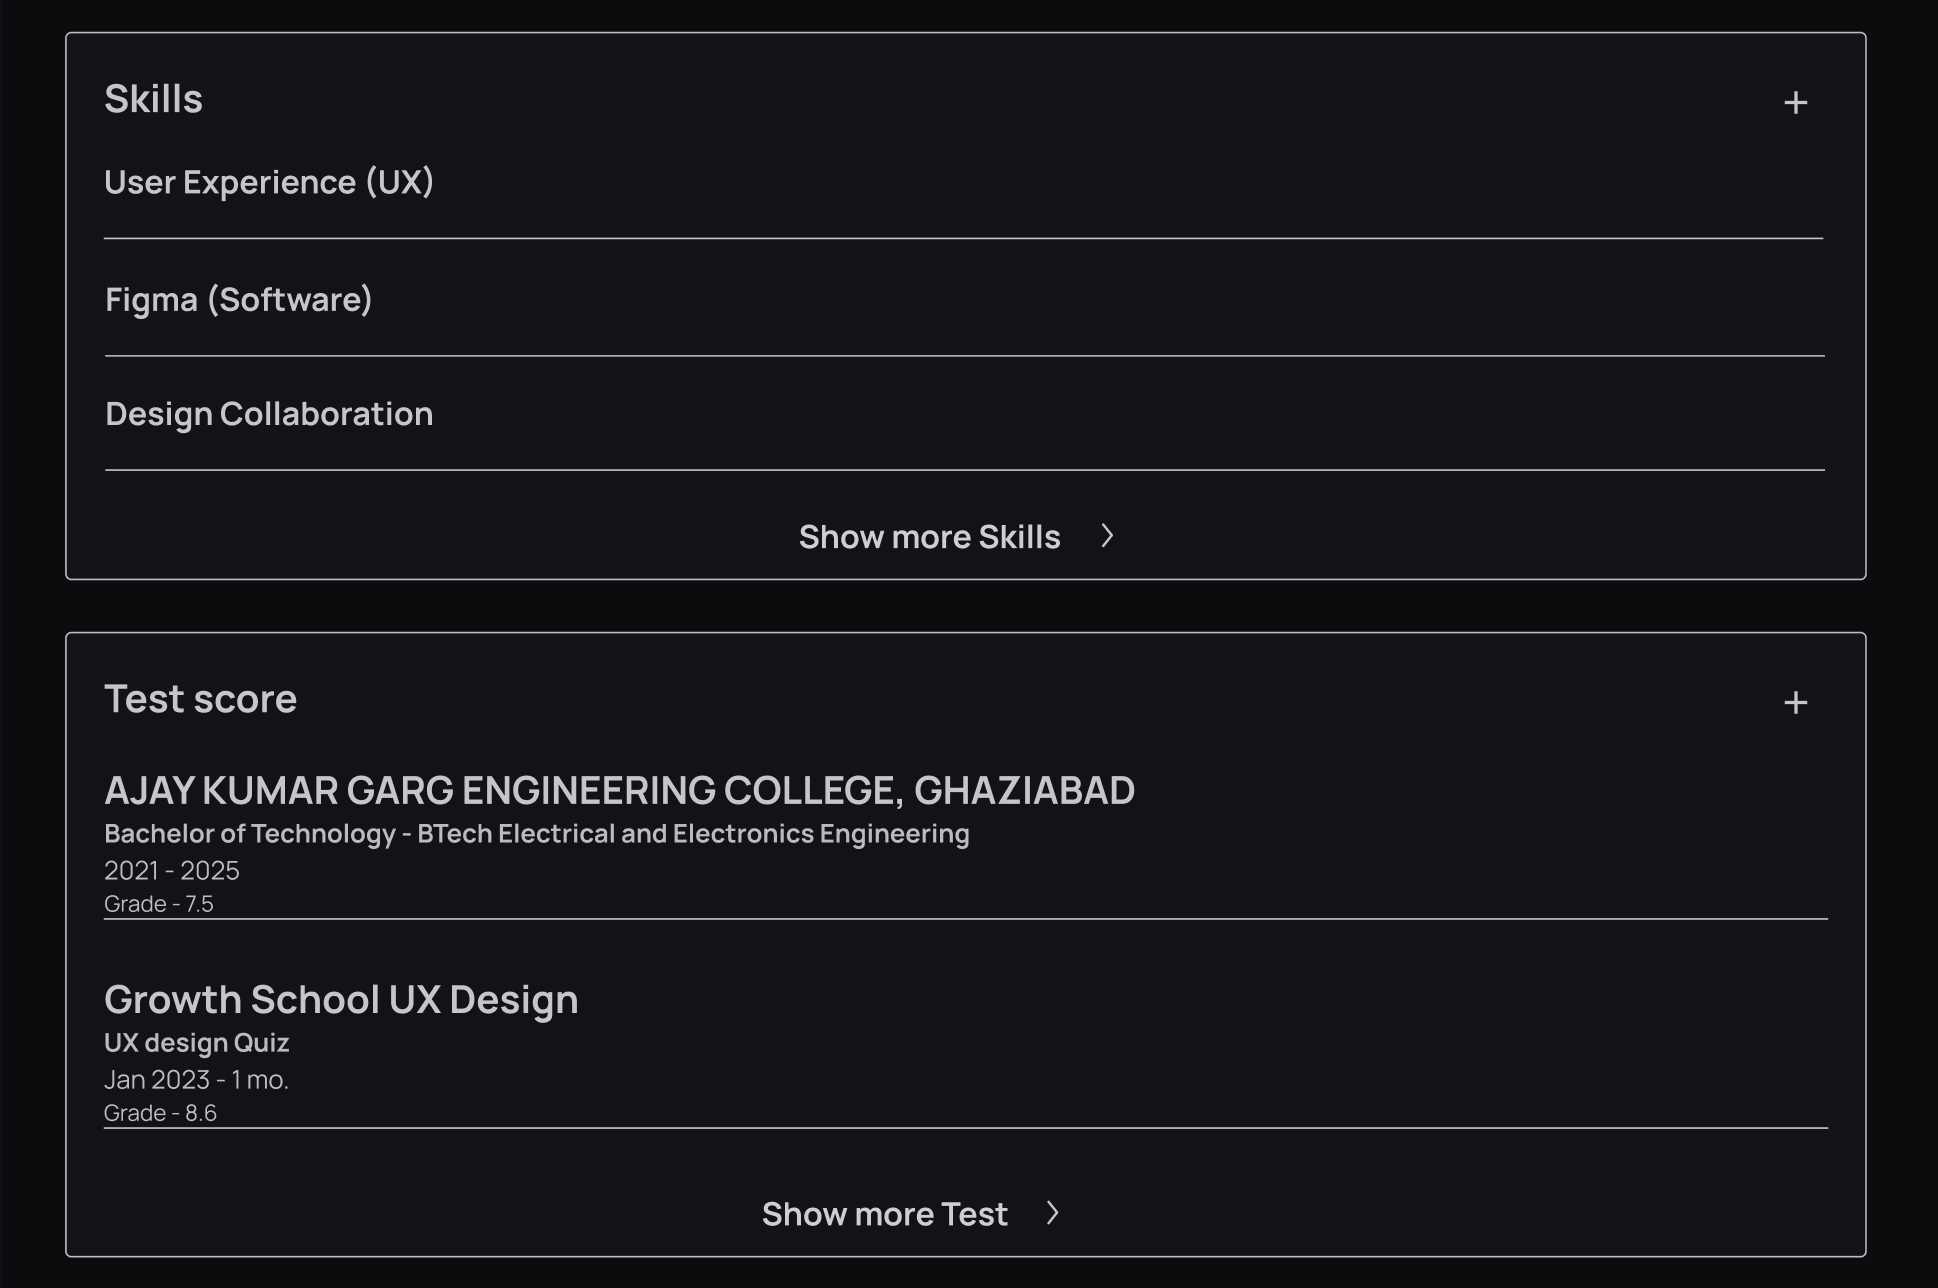 Skills
User Experience (UX)
Figma (Software)
Design Collaboration
Show more Skills
Test score
AJAY KUMAR GARG ENGINEERING COLLEGE, GHAZIABAD
Bachelor of Technology - BTech Electrical and Electronics Engineering
2021 - 2025
Grade - 7.5
Growth School UX Design
UX design Quiz
Jan 2023 - 1 mo.
Grade - 8.6
Show more Test